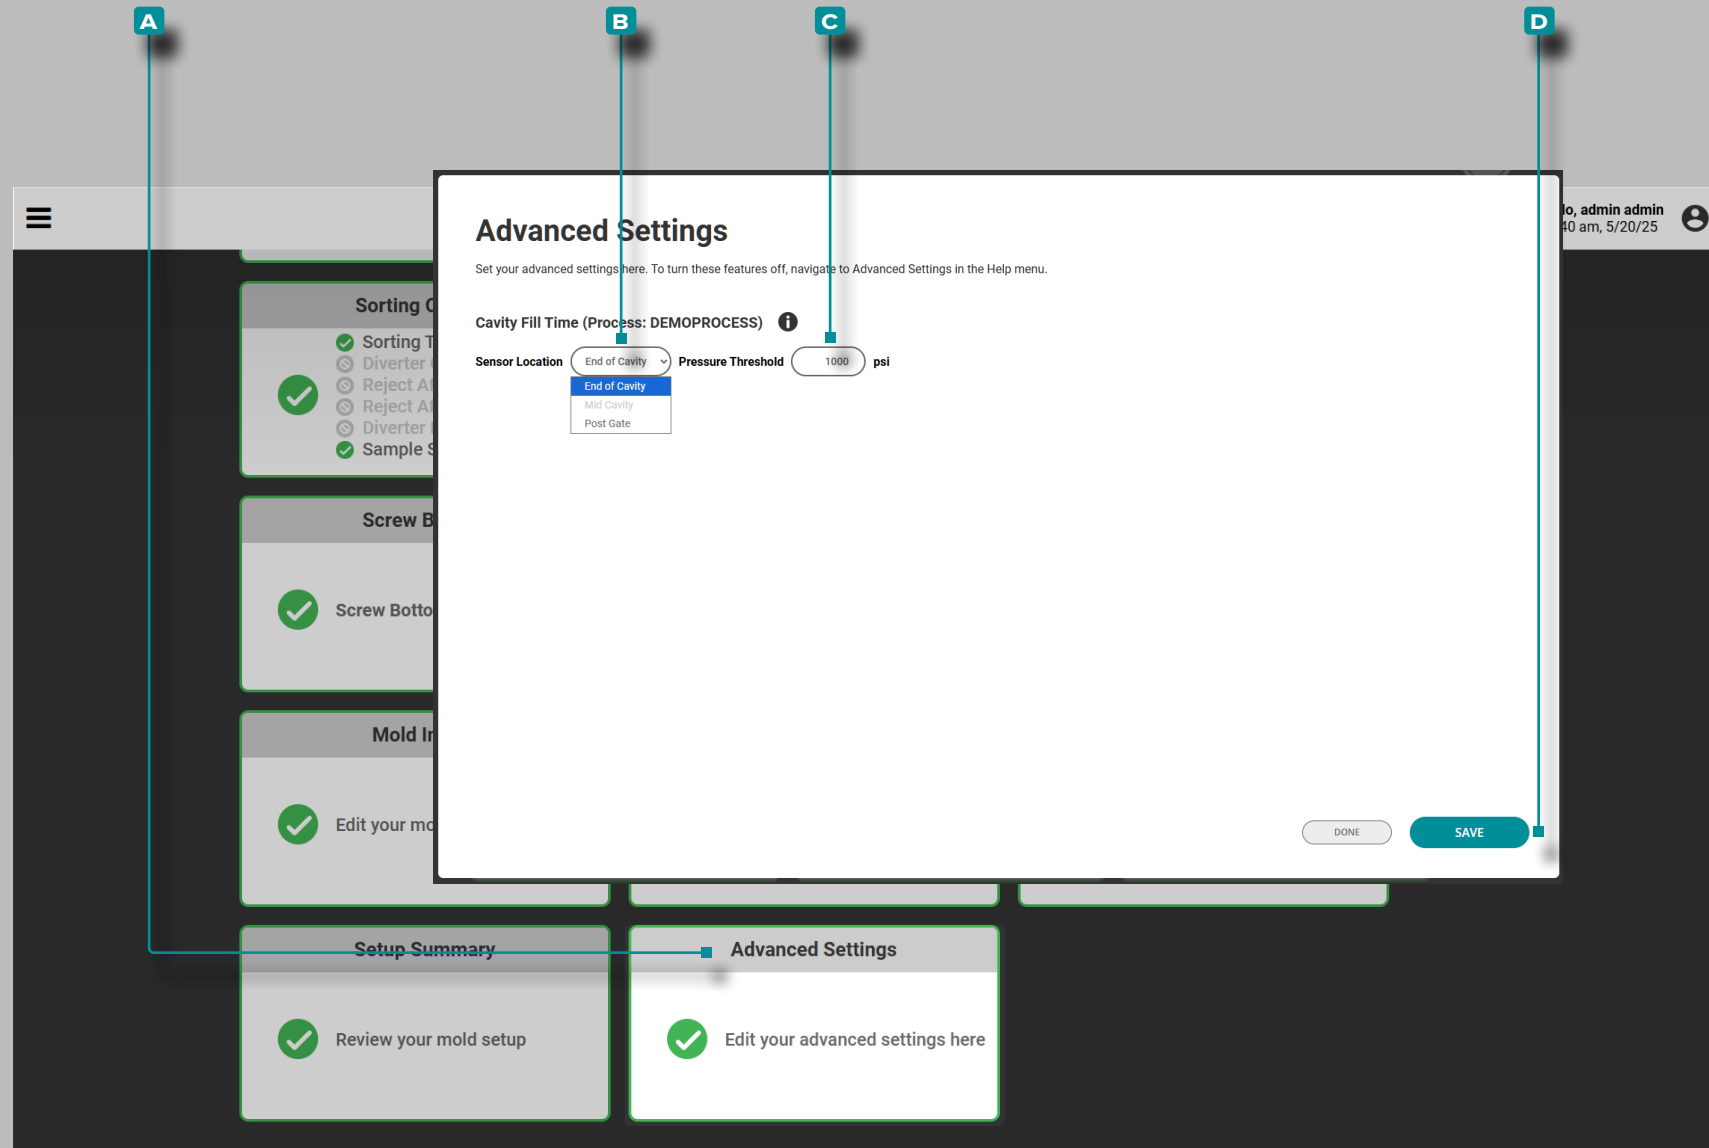 A B C D
lo, admin admin
40 am, 5/20/25
Advanced Settings
Set your advanced settings here. To turn these features off, navigate to Advanced Settings in the Help menu.
Cavity Fill Time (Process: DEMOPROCESS)
Sensor Location End of Cavity Pressure Threshold 1000 psi
End of Cavity
Mid Cavity
Post Gate
DONE SAVE
Sorting
Sorting
Diverter
Reject
Reject
Diverter
Sample
Screw
Screw
Mold
Edit your
Setup Summary
Review your mold setup
Advanced Settings
Edit your advanced settings here